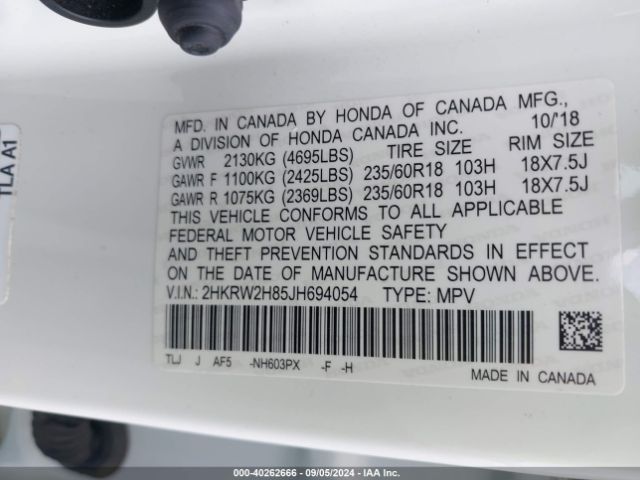 MFD. IN CANADA BY HONDA OF CANADA MFG.,
A DIVISION OF HONDA CANADA INC. 10/'18
GVWR 2130KG (4695LBS) TIRE SIZE RIM SIZE
GAWR F 1100KG (2425LBS) 235/60R18 103H 18X7.5J
GAWR R 1075KG (2369LBS) 235/60R18 103H 18X7.5J
THIS VEHICLE CONFORMS TO ALL APPLICABLE
FEDERAL MOTOR VEHICLE SAFETY
AND THEFT PREVENTION STANDARDS IN EFFECT
ON THE DATE OF MANUFACTURE SHOWN ABOVE.
V.I.N.: 2HKRW2H85JH694054 TYPE: MPV
TLJ J AF5 -NH603PX -F -H
MADE IN CANADA
TLA A1
000-40262666 - 09/05/2024 - IAA Inc.